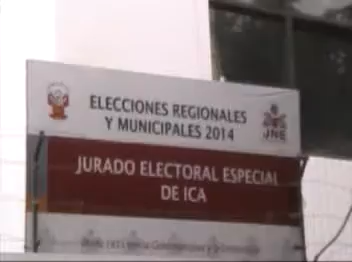 ELECCIONES REGIONALES
Y MUNICIPALES 2014
JNE
JURADO ELECTORAL ESPECIAL
DE ICA